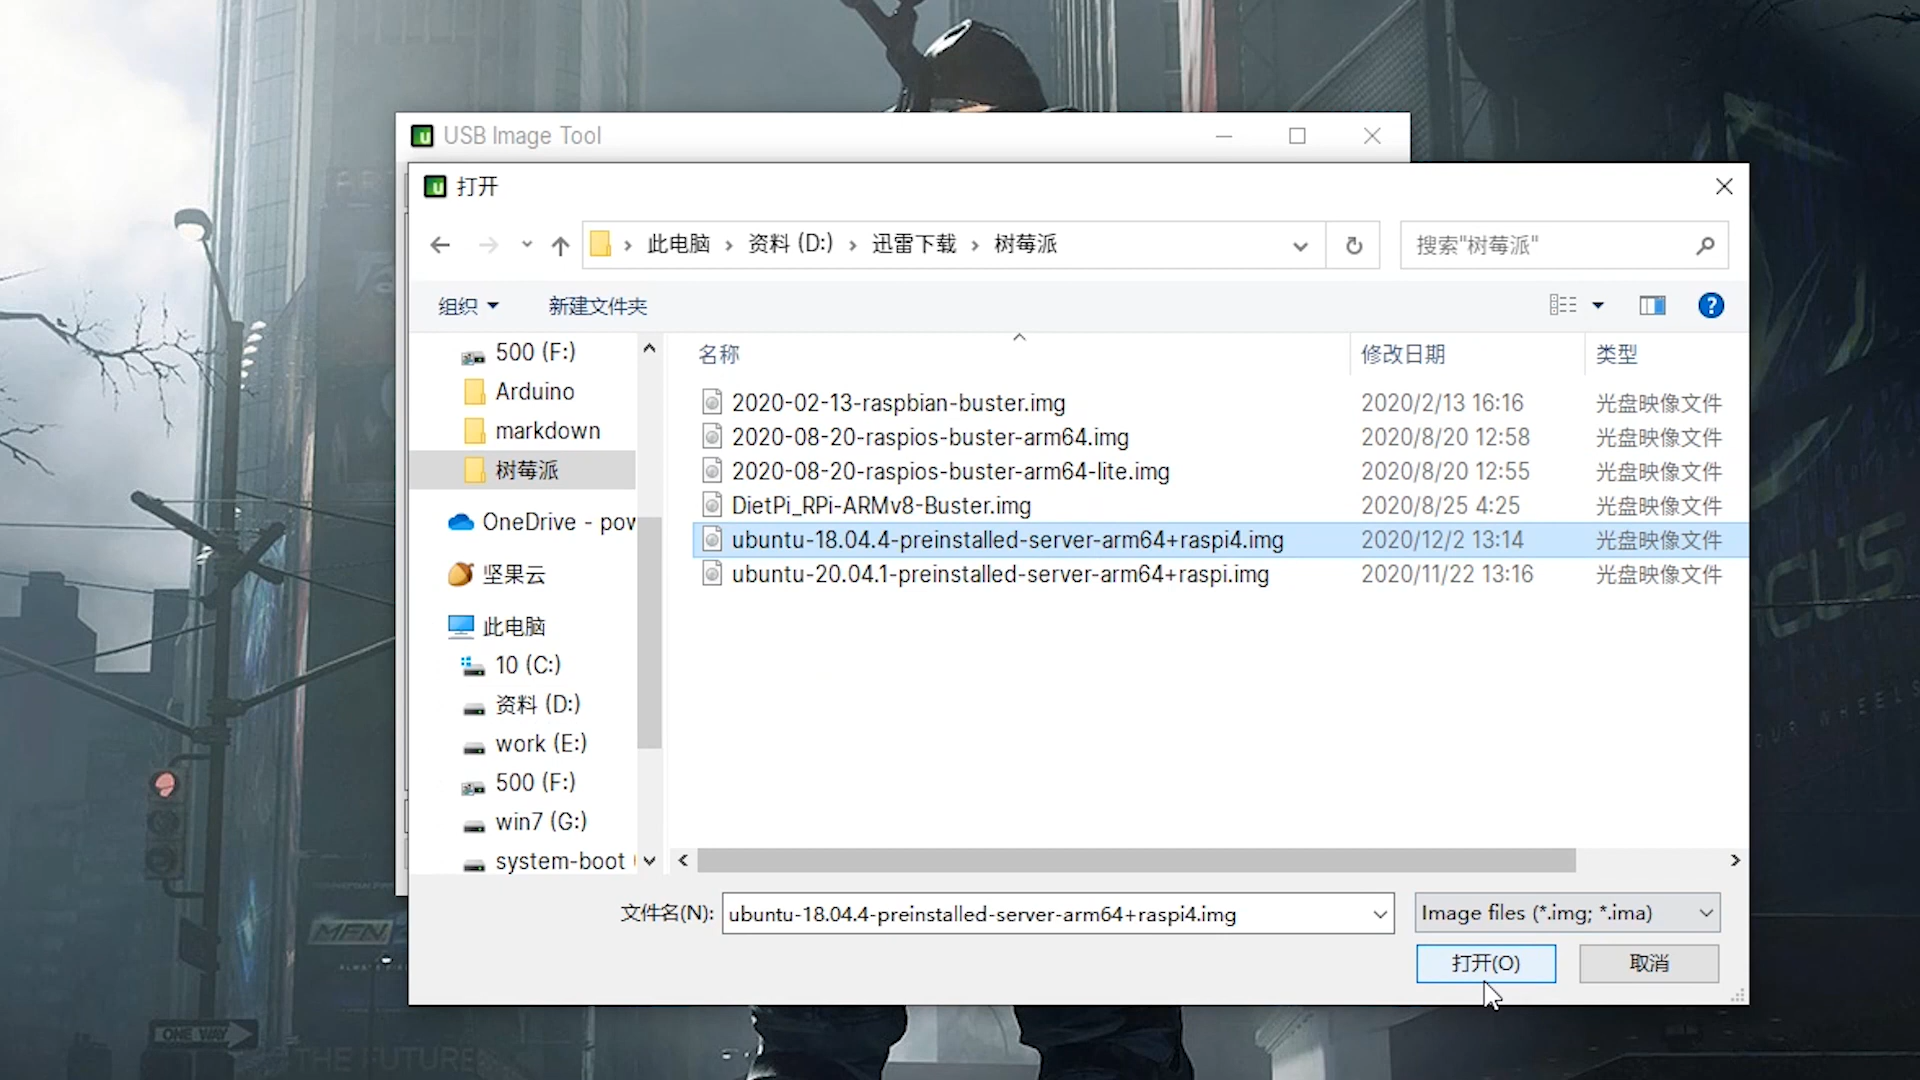 USB Image Tool
打开
此电脑 › 资料 (D:) › 迅雷下载 › 树莓派
搜索"树莓派"
组织
新建文件夹
500 (F:)
Arduino
markdown
树莓派
OneDrive - pow
坚果云
此电脑
10 (C:)
资料 (D:)
work (E:)
500 (F:)
win7 (G:)
system-boot (
名称 修改日期 类型
2020-02-13-raspbian-buster.img 2020/2/13 16:16 光盘映像文件
2020-08-20-raspios-buster-arm64.img 2020/8/20 12:58 光盘映像文件
2020-08-20-raspios-buster-arm64-lite.img 2020/8/20 12:55 光盘映像文件
DietPi_RPi-ARMv8-Buster.img 2020/8/25 4:25 光盘映像文件
ubuntu-18.04.4-preinstalled-server-arm64+raspi4.img 2020/12/2 13:14 光盘映像文件
ubuntu-20.04.1-preinstalled-server-arm64+raspi.img 2020/11/22 13:16 光盘映像文件
文件名(N): ubuntu-18.04.4-preinstalled-server-arm64+raspi4.img
Image files (*.img; *.ima)
打开(O)
取消
MFN
ONE WAY
THE FUTURE
WHEELS